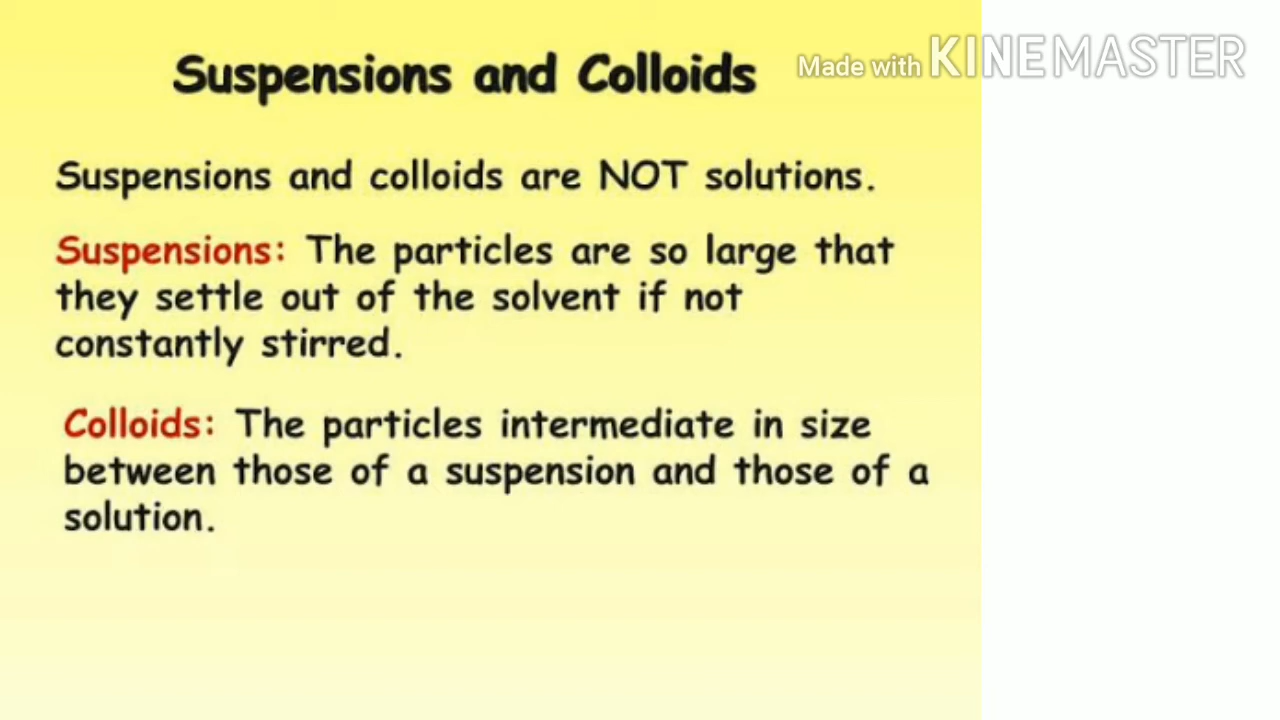 Suspensions and Colloids
Made with KINEMASTER
Suspensions and colloids are NOT solutions.
Suspensions: The particles are so large that
they settle out of the solvent if not
constantly stirred.
Colloids: The particles intermediate in size
between those of a suspension and those of a
solution.